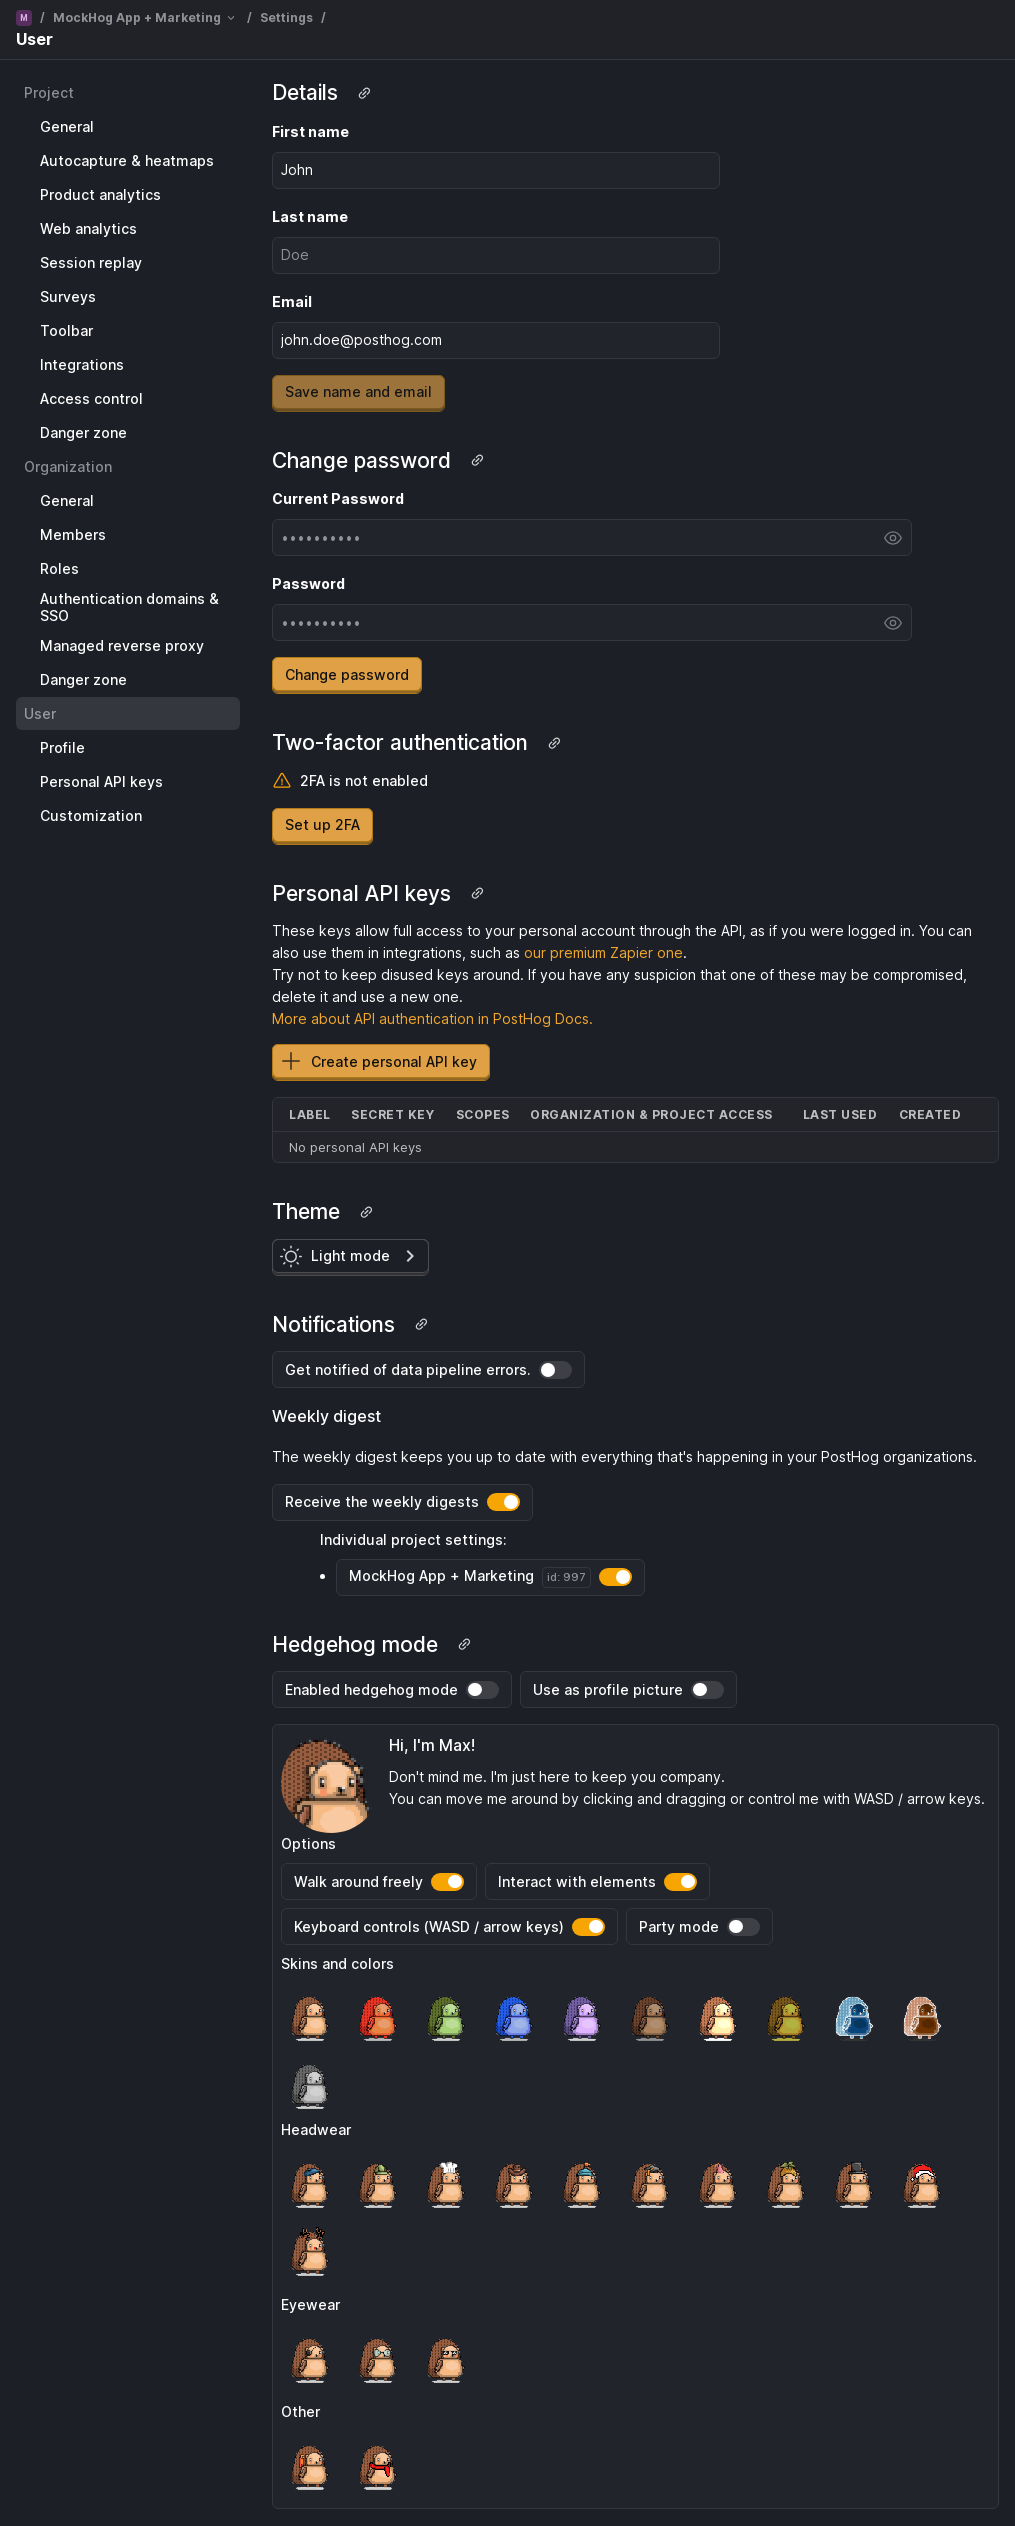 M / MockHog App + Marketing / Settings /
User
Project
General
Autocapture & heatmaps
Product analytics
Web analytics
Session replay
Surveys
Toolbar
Integrations
Access control
Danger zone
Organization
General
Members
Roles
Authentication domains &
SSO
Managed reverse proxy
Danger zone
User
Profile
Personal API keys
Customization
Details
First name
John
Last name
Doe
Email
john.doe@posthog.com
Save name and email
Change password
Current Password
••••••••••
Password
••••••••••
Change password
Two-factor authentication
2FA is not enabled
Set up 2FA
Personal API keys
These keys allow full access to your personal account through the API, as if you were logged in. You can
also use them in integrations, such as our premium Zapier one.
Try not to keep disused keys around. If you have any suspicion that one of these may be compromised,
delete it and use a new one.
More about API authentication in PostHog Docs.
Create personal API key
LABEL SECRET KEY SCOPES ORGANIZATION & PROJECT ACCESS LAST USED CREATED
No personal API keys
Theme
Light mode
Notifications
Get notified of data pipeline errors.
Weekly digest
The weekly digest keeps you up to date with everything that's happening in your PostHog organizations.
Receive the weekly digests
Individual project settings:
• MockHog App + Marketing id: 997
Hedgehog mode
Enabled hedgehog mode Use as profile picture
Hi, I'm Max!
Don't mind me. I'm just here to keep you company.
You can move me around by clicking and dragging or control me with WASD / arrow keys.
Options
Walk around freely Interact with elements
Keyboard controls (WASD / arrow keys) Party mode
Skins and colors
Headwear
Eyewear
Other